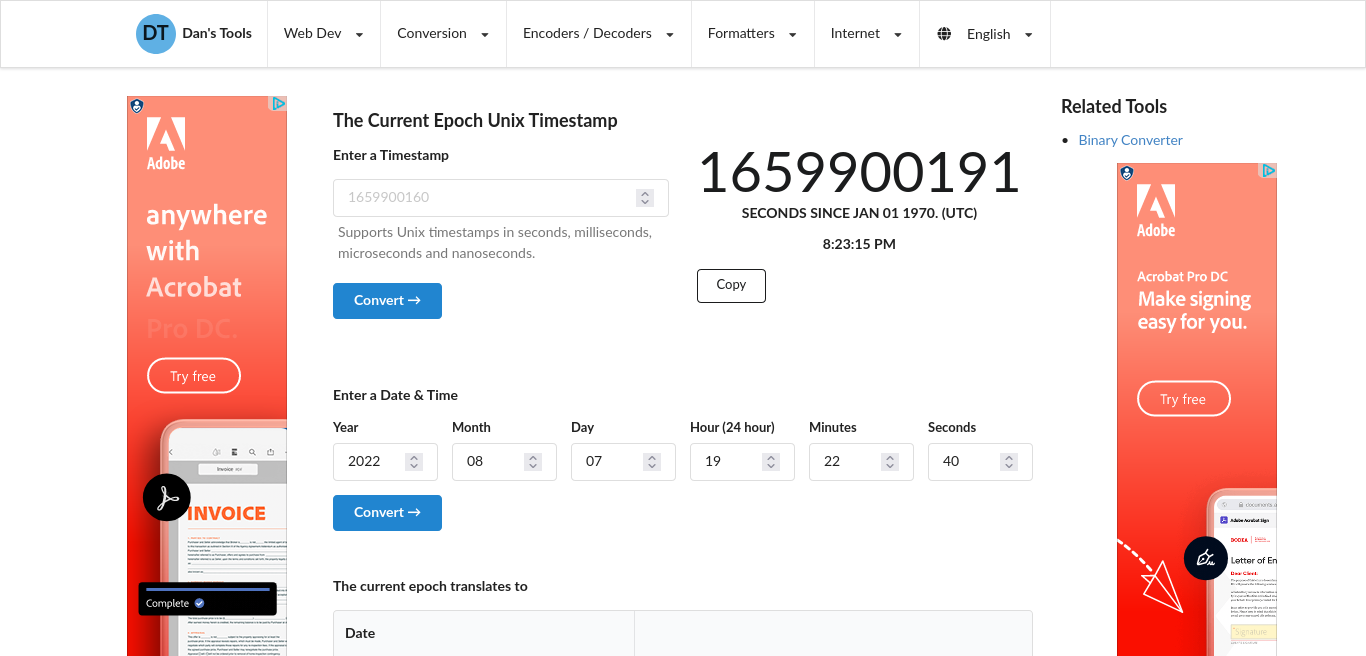 DT Dan's Tools Web Dev Conversion Encoders / Decoders Formatters Internet English
Adobe
anywhere
with
Acrobat
Pro DC.
Try free
INVOICE
Complete
The Current Epoch Unix Timestamp
Enter a Timestamp
1659900160
Supports Unix timestamps in seconds, milliseconds,
microseconds and nanoseconds.
Convert →
1659900191
SECONDS SINCE JAN 01 1970. (UTC)
8:23:15 PM
Copy
Enter a Date & Time
Year Month Day Hour (24 hour) Minutes Seconds
2022 08 07 19 22 40
Convert →
The current epoch translates to
Date
Related Tools
• Binary Converter
Adobe
Acrobat Pro DC
Make signing
easy for you.
Try free
Adobe Acrobat Sign
BODEA
Letter of En
Dear Client,
Signature